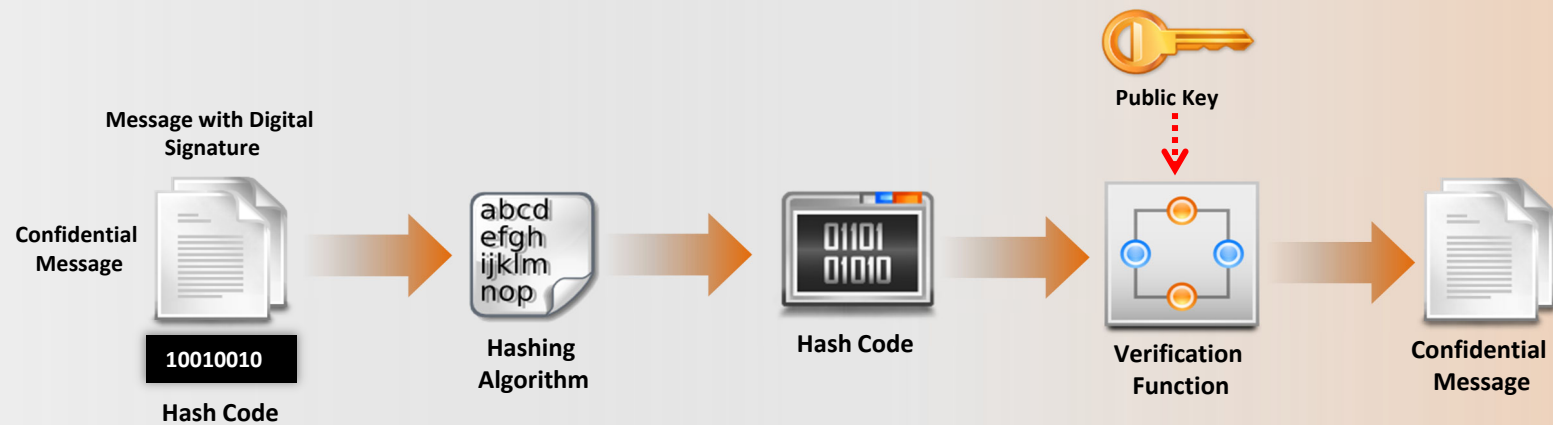 Public Key
Message with Digital
Signature
Confidential
Message
10010010
Hash Code
abcd
efgh
ijklm
nop
Hashing
Algorithm
01101
01010
Hash Code
Verification
Function
Confidential
Message